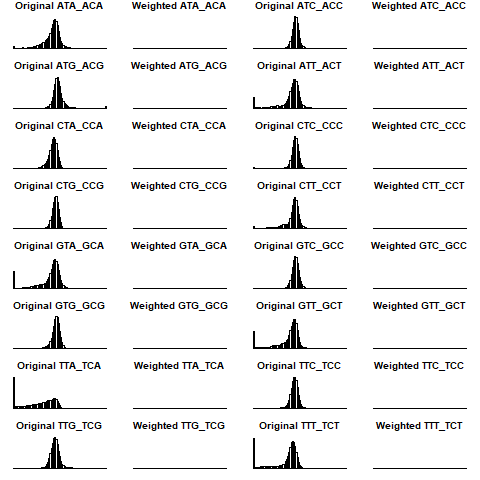 Original ATA_ACA Weighted ATA_ACA Original ATC_ACC Weighted ATC_ACC
Original ATG_ACG Weighted ATG_ACG Original ATT_ACT Weighted ATT_ACT
Original CTA_CCA Weighted CTA_CCA Original CTC_CCC Weighted CTC_CCC
Original CTG_CCG Weighted CTG_CCG Original CTT_CCT Weighted CTT_CCT
Original GTA_GCA Weighted GTA_GCA Original GTC_GCC Weighted GTC_GCC
Original GTG_GCG Weighted GTG_GCG Original GTT_GCT Weighted GTT_GCT
Original TTA_TCA Weighted TTA_TCA Original TTC_TCC Weighted TTC_TCC
Original TTG_TCG Weighted TTG_TCG Original TTT_TCT Weighted TTT_TCT